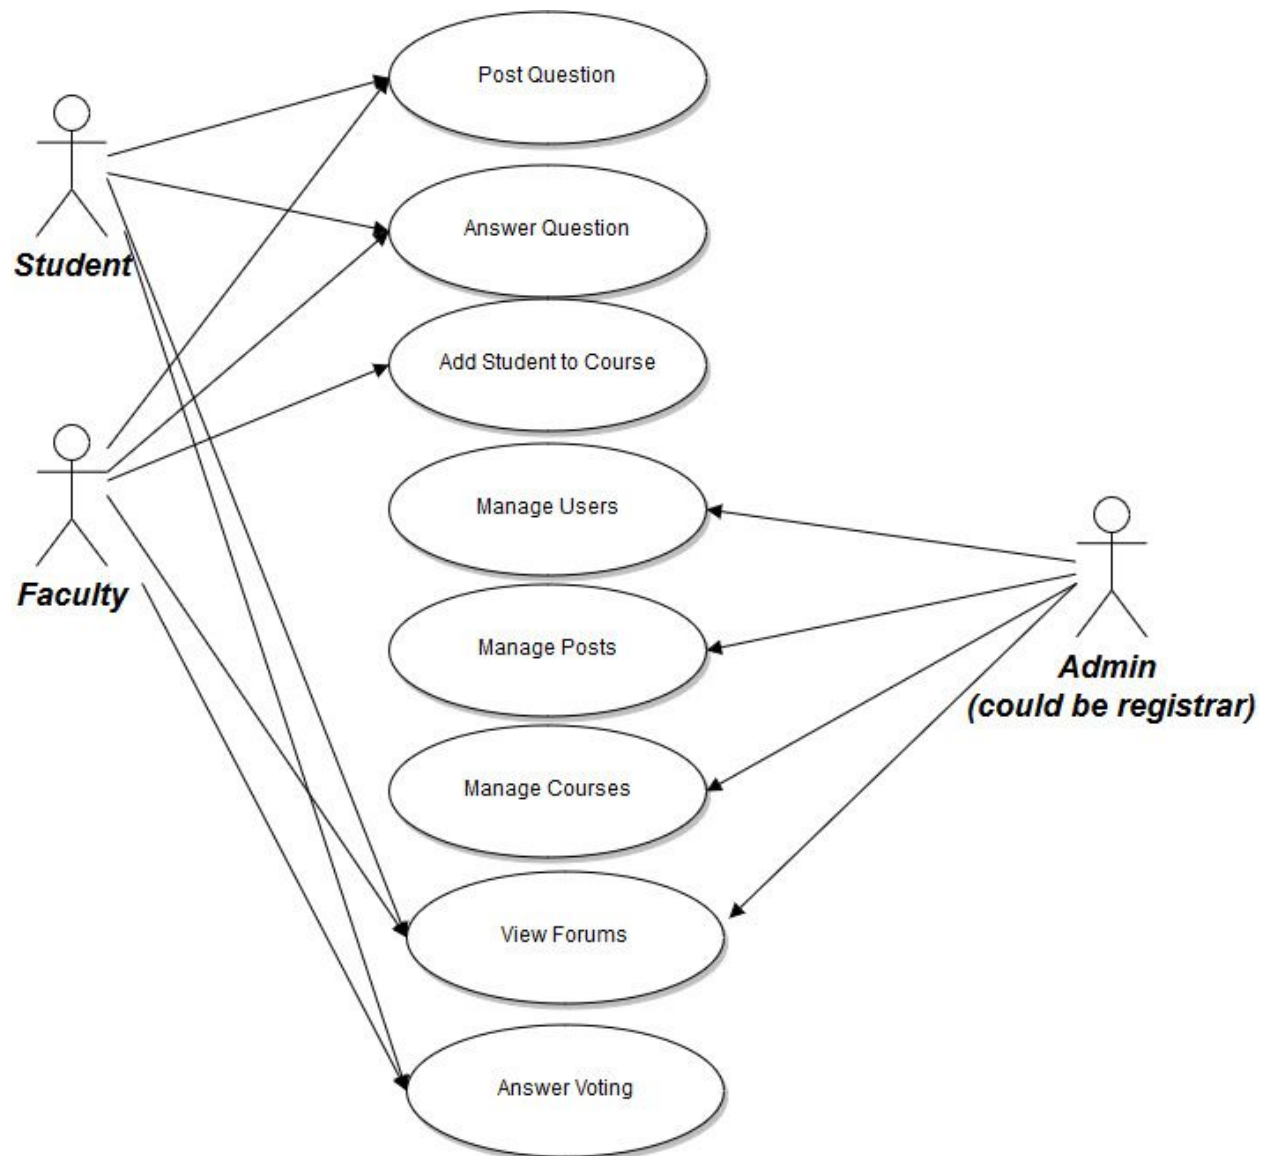 Post Question
Student
Answer Question
Add Student to Course
Faculty
Manage Users
Manage Posts
Admin
(could be registrar)
Manage Courses
View Forums
Answer Voting